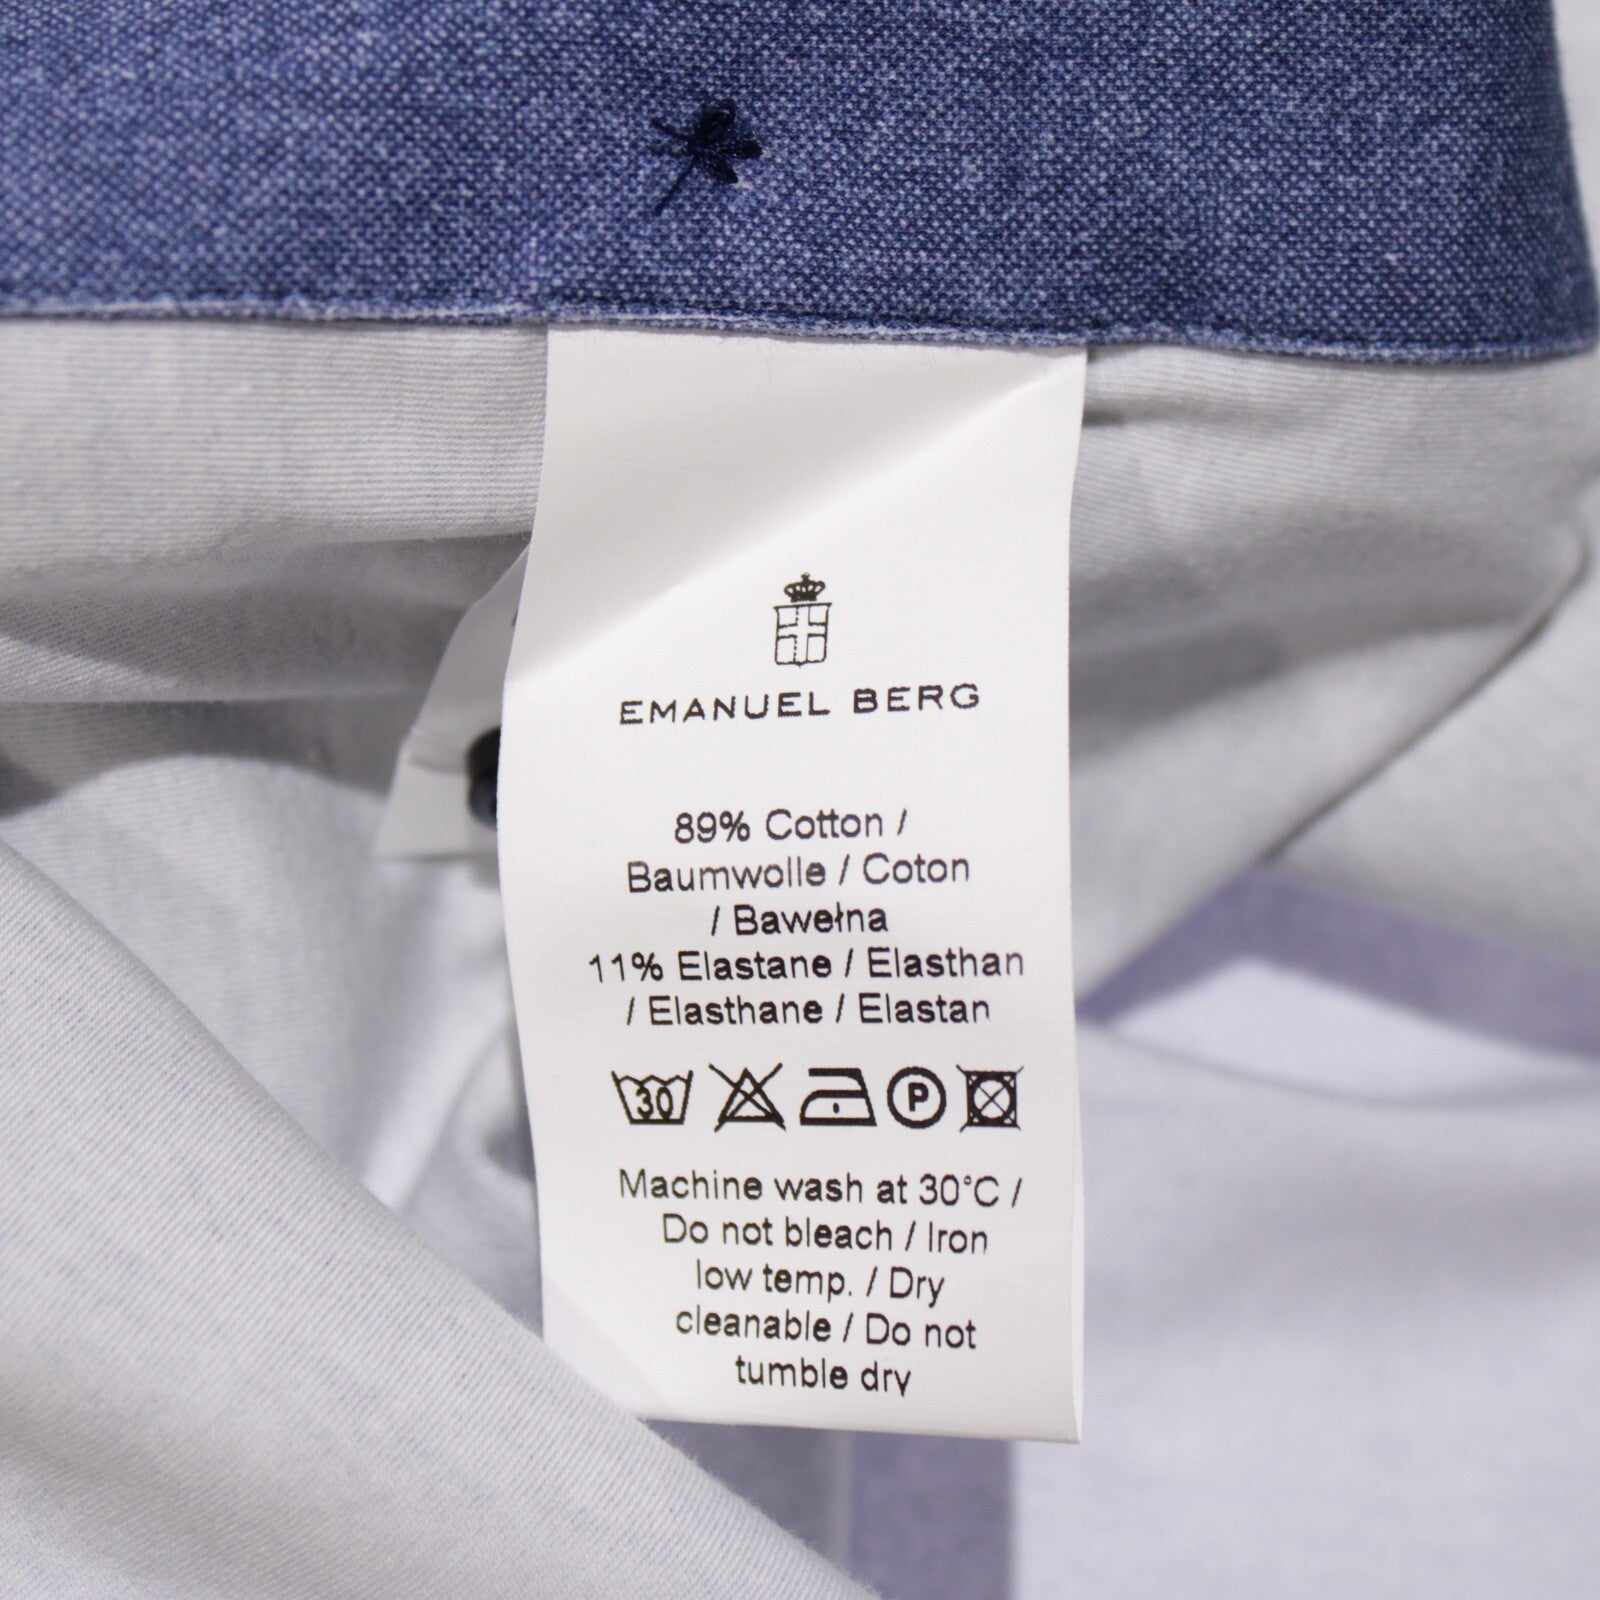 EMANUEL BERG
89% Cotton /
Baumwolle / Coton
/ Bawełna
11% Elastane / Elasthan
/ Elasthane / Elastan
30 P
Machine wash at 30°C /
Do not bleach / Iron
low temp. / Dry
cleanable / Do not
tumble dry